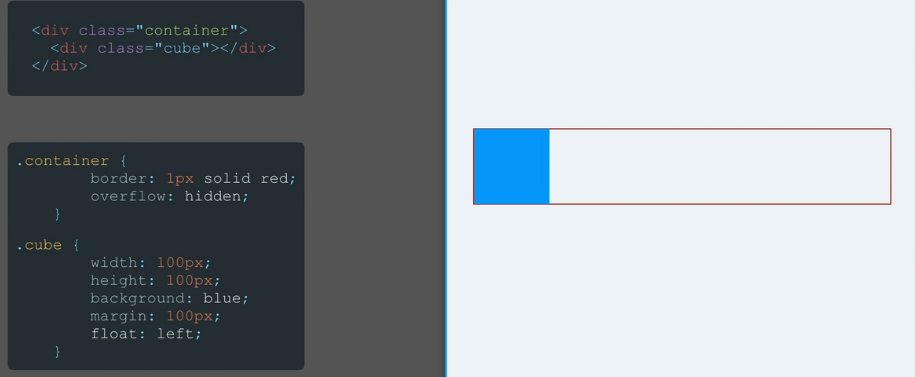 <div class="container">
<div class="cube"></div>
</div>
.container {
border: 1px solid red;
overflow: hidden;
}
.cube {
width: 100px;
height: 100px;
background: blue;
margin: 100px;
float: left;
}